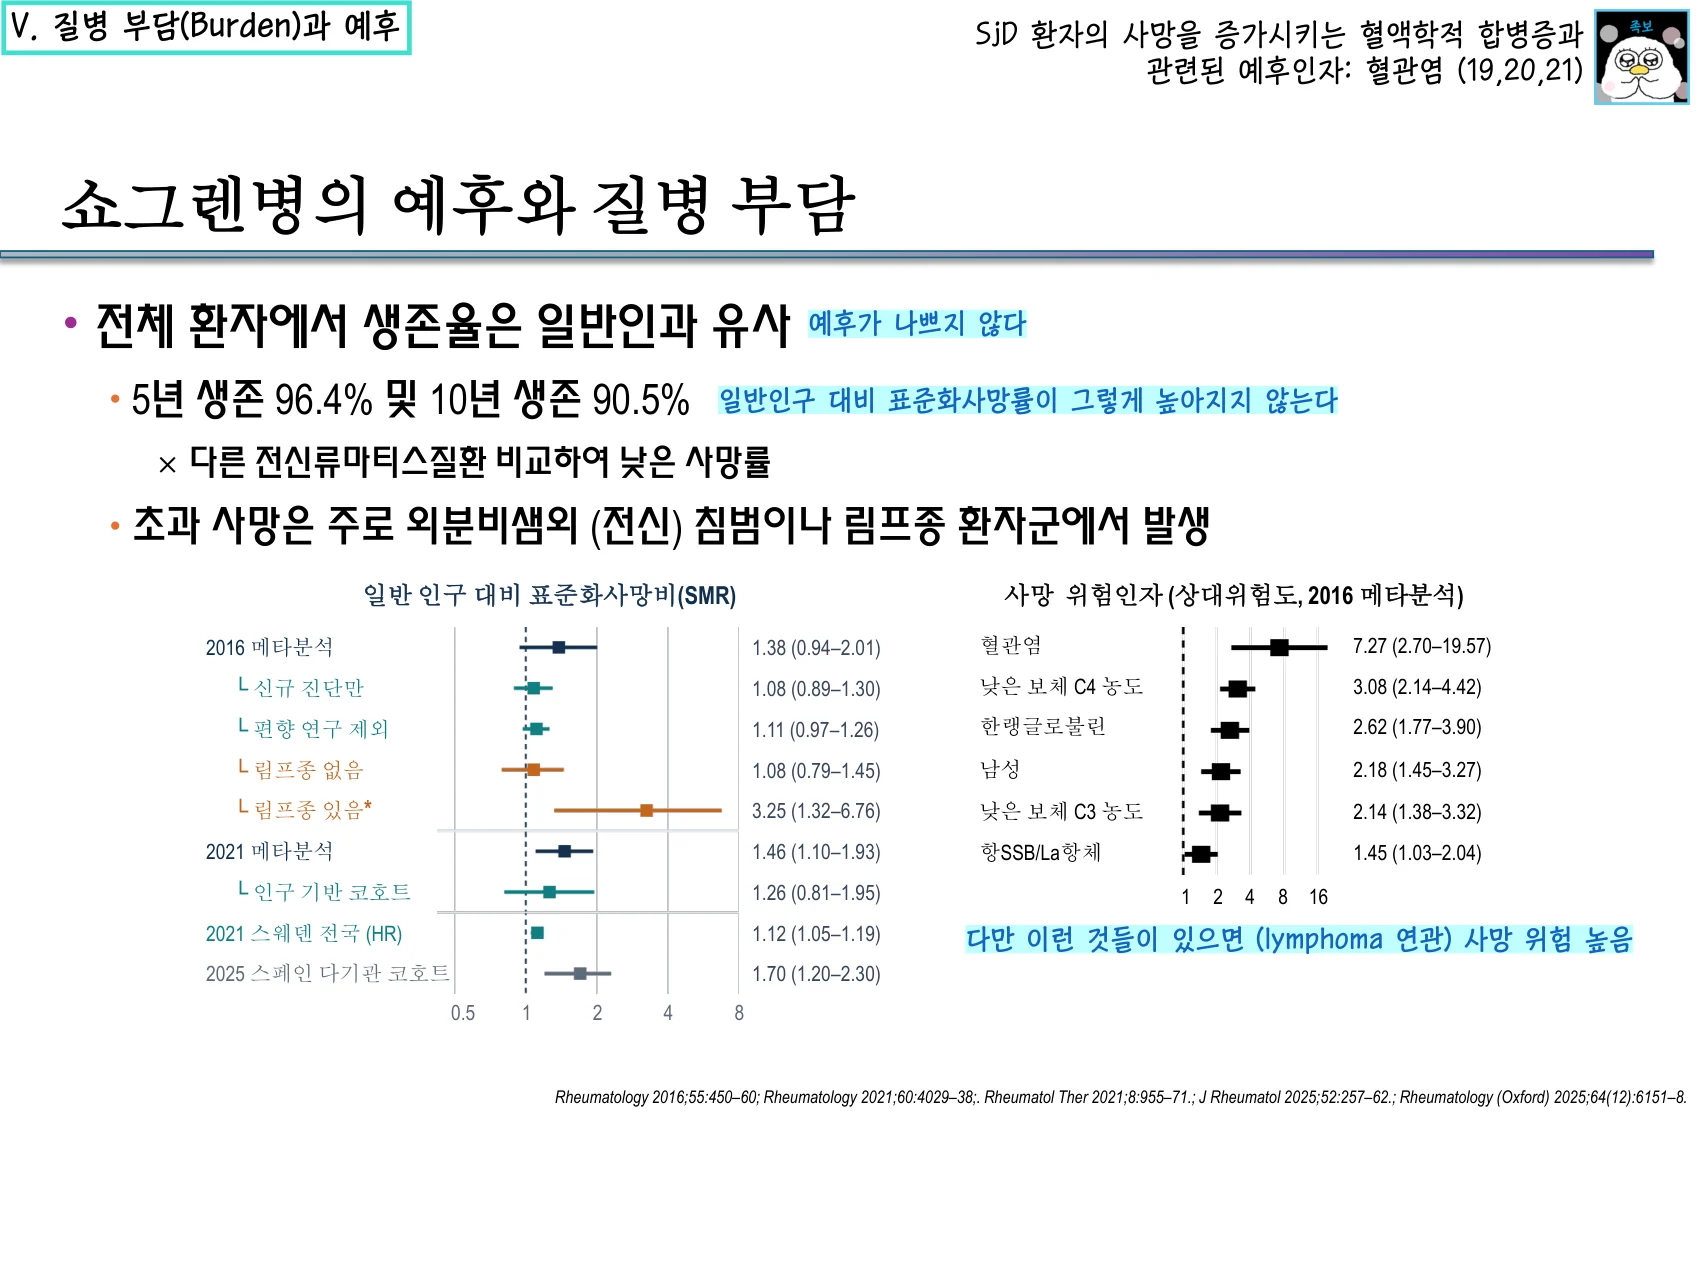 V. 질병 부담(Burden)과 예후
SjD 환자의 사망을 증가시키는 혈액학적 합병증과
관련된 예후인자: 혈관염 (19,20,21)
족보
쇼그렌병의 예후와 질병 부담
• 전체 환자에서 생존율은 일반인과 유사 예후가 나쁘지 않다
• 5년 생존 96.4% 및 10년 생존 90.5% 일반인구 대비 표준화사망률이 그렇게 높아지지 않는다
× 다른 전신류마티스질환 비교하여 낮은 사망률
• 초과 사망은 주로 외분비샘외 (전신) 침범이나 림프종 환자군에서 발생
일반 인구 대비 표준화사망비(SMR)
2016 메타분석 1.38 (0.94–2.01)
└ 신규 진단만 1.08 (0.89–1.30)
└ 편향 연구 제외 1.11 (0.97–1.26)
└ 림프종 없음 1.08 (0.79–1.45)
└ 림프종 있음* 3.25 (1.32–6.76)
2021 메타분석 1.46 (1.10–1.93)
└ 인구 기반 코호트 1.26 (0.81–1.95)
2021 스웨덴 전국 (HR) 1.12 (1.05–1.19)
2025 스페인 다기관 코호트 1.70 (1.20–2.30)
0.5 1 2 4 8
사망 위험인자 (상대위험도, 2016 메타분석)
혈관염 7.27 (2.70–19.57)
낮은 보체 C4 농도 3.08 (2.14–4.42)
한랭글로불린 2.62 (1.77–3.90)
남성 2.18 (1.45–3.27)
낮은 보체 C3 농도 2.14 (1.38–3.32)
항SSB/La항체 1.45 (1.03–2.04)
1 2 4 8 16
다만 이런 것들이 있으면 (lymphoma 연관) 사망 위험 높음
Rheumatology 2016;55:450–60; Rheumatology 2021;60:4029–38;. Rheumatol Ther 2021;8:955–71.; J Rheumatol 2025;52:257–62.; Rheumatology (Oxford) 2025;64(12):6151–8.